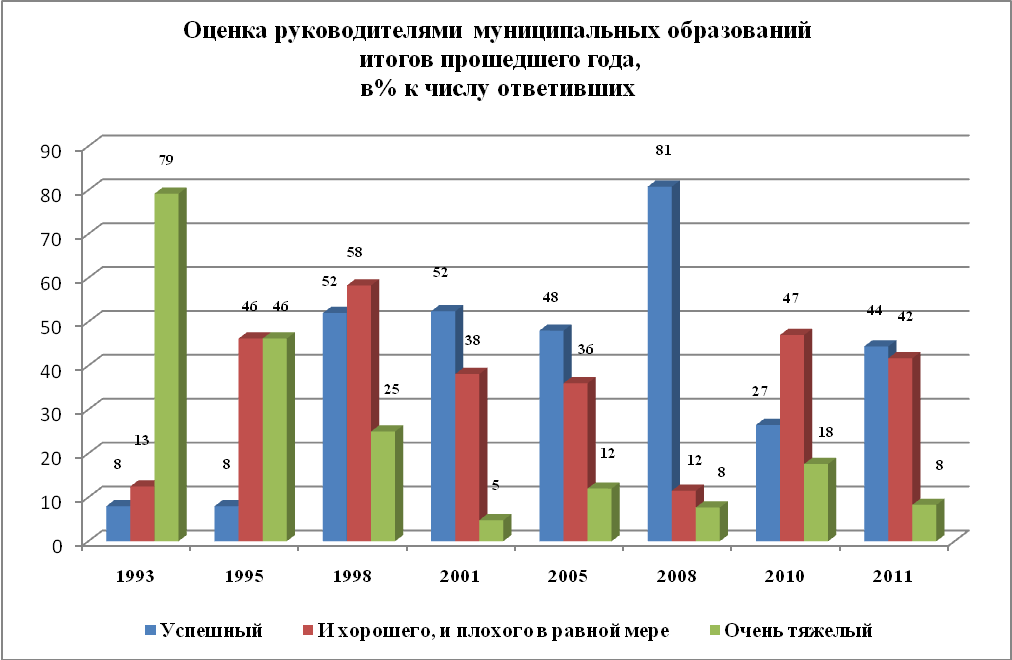 Оценка руководителями муниципальных образований
итогов прошедшего года,
в% к числу ответивших
90
80
70
60
50
40
30
20
10
0
8 13 79
8 46 46
52 58 25
52 38 5
48 36 12
81 12 8
27 47 18
44 42 8
1993 1995 1998 2001 2005 2008 2010 2011
Успешный И хорошего, и плохого в равной мере Очень тяжелый